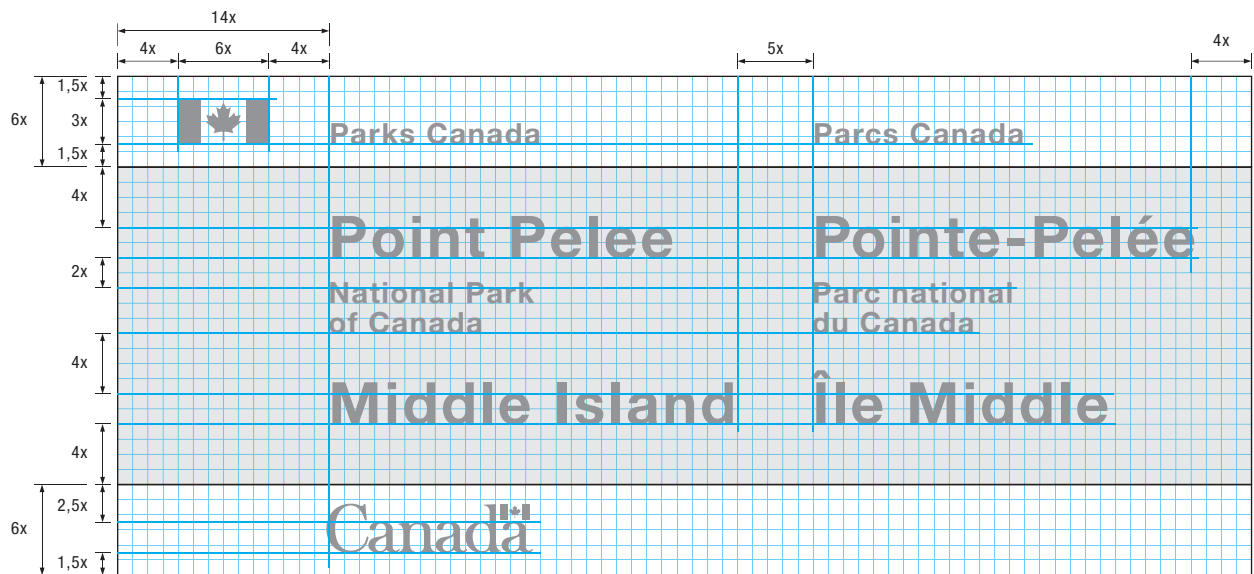 14x
4x 6x 4x 5x 4x
1,5x
6x
3x
1,5x
Parks Canada Parcs Canada
4x
Point Pelee Pointe-Pelée
2x
National Park Parc national
of Canada du Canada
4x
Middle Island Île Middle
4x
2,5x
6x
1,5x
Canada